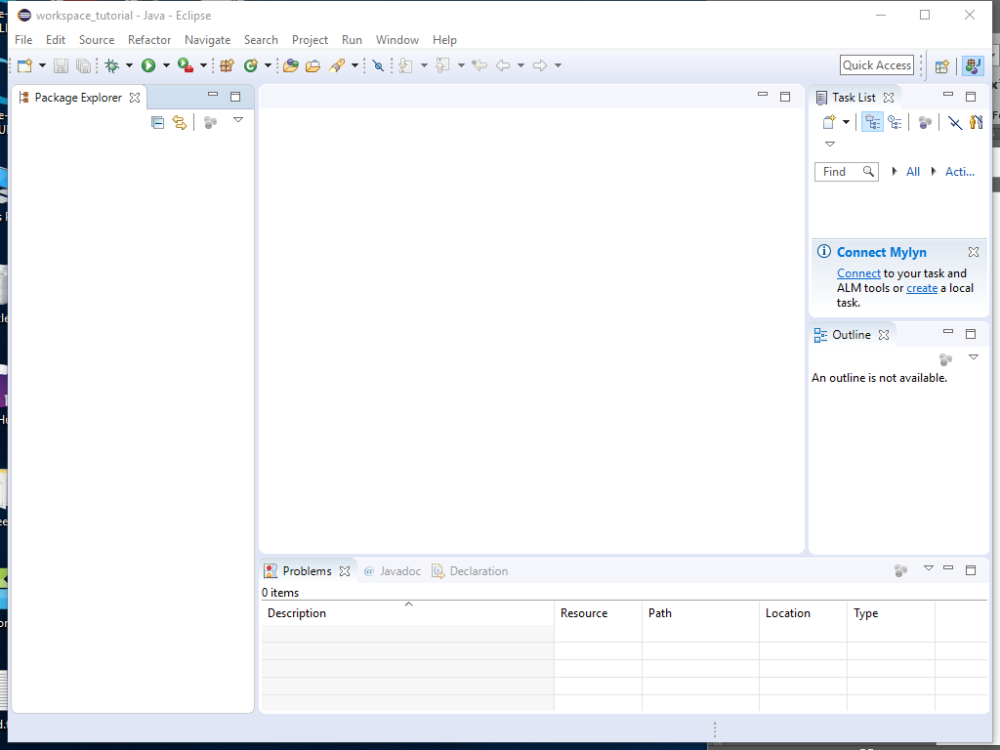 workspace_tutorial - Java - Eclipse
File Edit Source Refactor Navigate Search Project Run Window Help
Quick Access
Package Explorer
Task List
Find All Acti...
Connect Mylyn
Connect to your task and
ALM tools or create a local
task.
Outline
An outline is not available.
Problems @ Javadoc Declaration
0 items
Description Resource Path Location Type